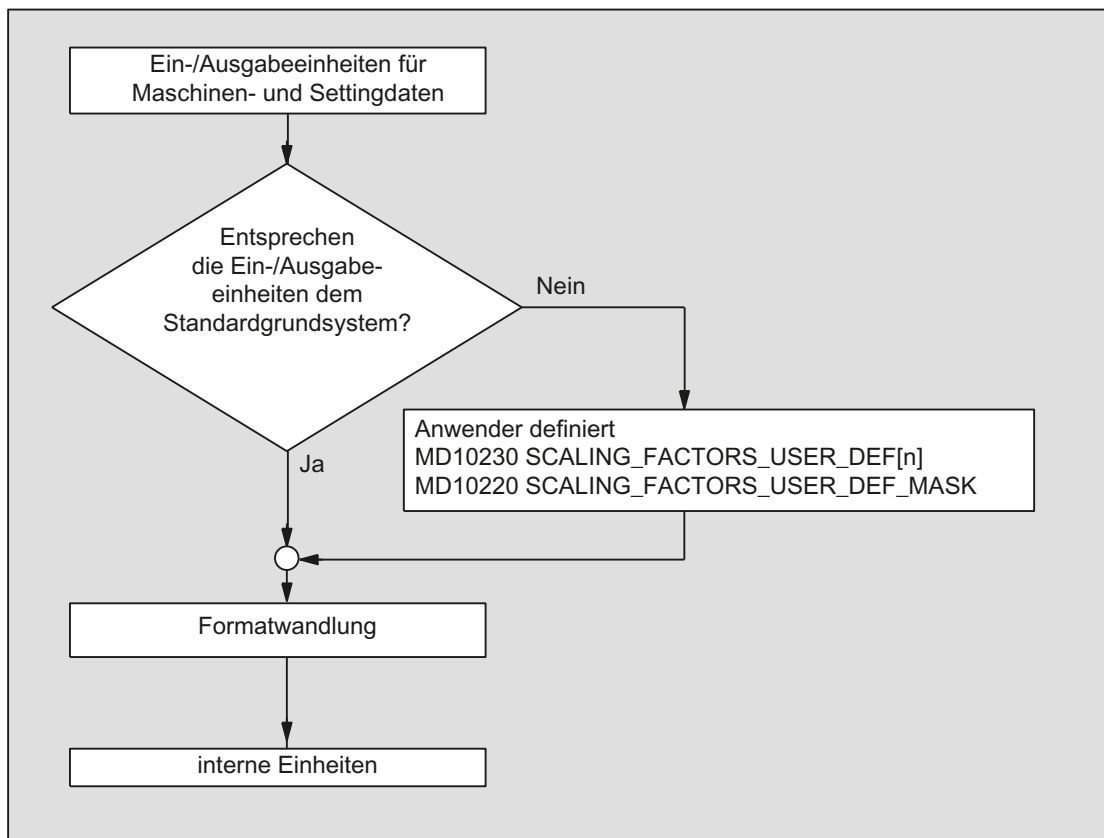 Ein-/Ausgabeeinheiten für
Maschinen- und Settingdaten
Entsprechen
die Ein-/Ausgabe-
einheiten dem
Standardgrundsystem?
Nein
Anwender definiert
MD10230 SCALING_FACTORS_USER_DEF[n]
MD10220 SCALING_FACTORS_USER_DEF_MASK
Ja
Formatwandlung
interne Einheiten